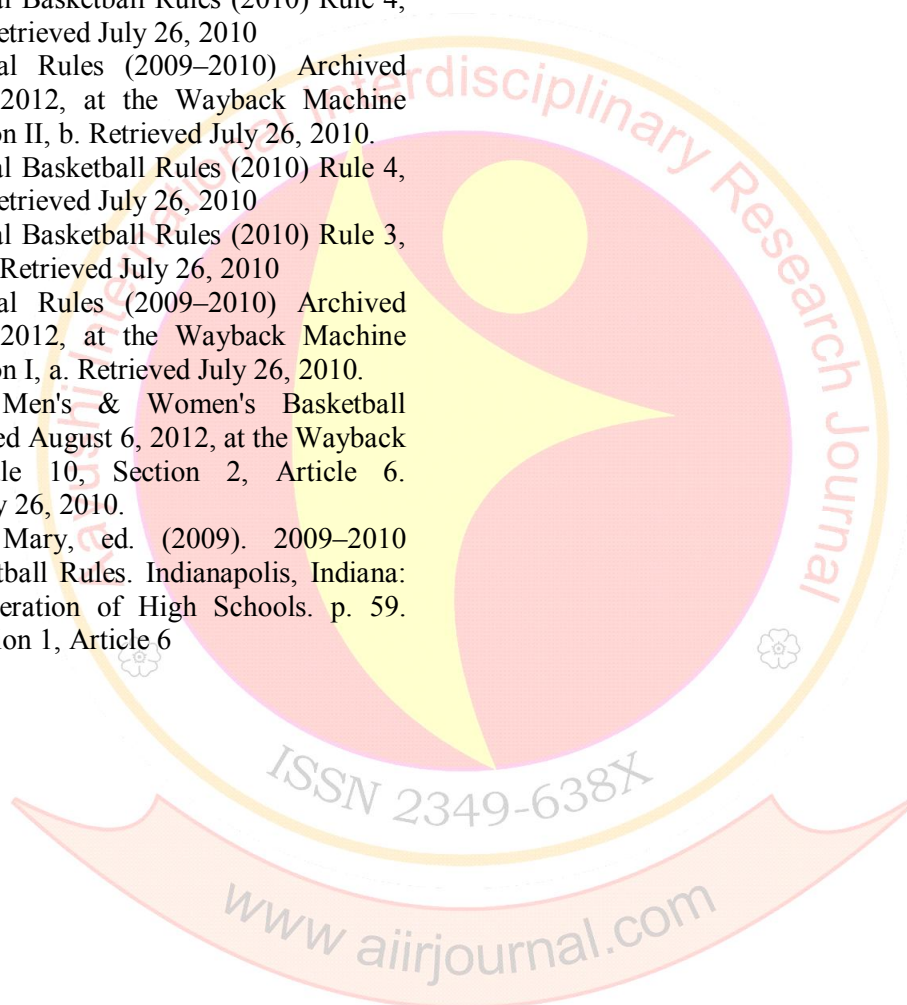 al Basketball Rules (2010) Rule 4,
etrieved July 26, 2010
al Rules (2009–2010) Archived
2012, at the Wayback Machine
on II, b. Retrieved July 26, 2010.
al Basketball Rules (2010) Rule 4,
etrieved July 26, 2010
al Basketball Rules (2010) Rule 3,
Retrieved July 26, 2010
al Rules (2009–2010) Archived
2012, at the Wayback Machine
on I, a. Retrieved July 26, 2010.
Men's & Women's Basketball
ed August 6, 2012, at the Wayback
le 10, Section 2, Article 6.
y 26, 2010.
Mary, ed. (2009). 2009–2010
tball Rules. Indianapolis, Indiana:
eration of High Schools. p. 59.
ion 1, Article 6
Aayushi International Interdisciplinary Research Journal
ISSN 2349-638X
www aiirjournal.com